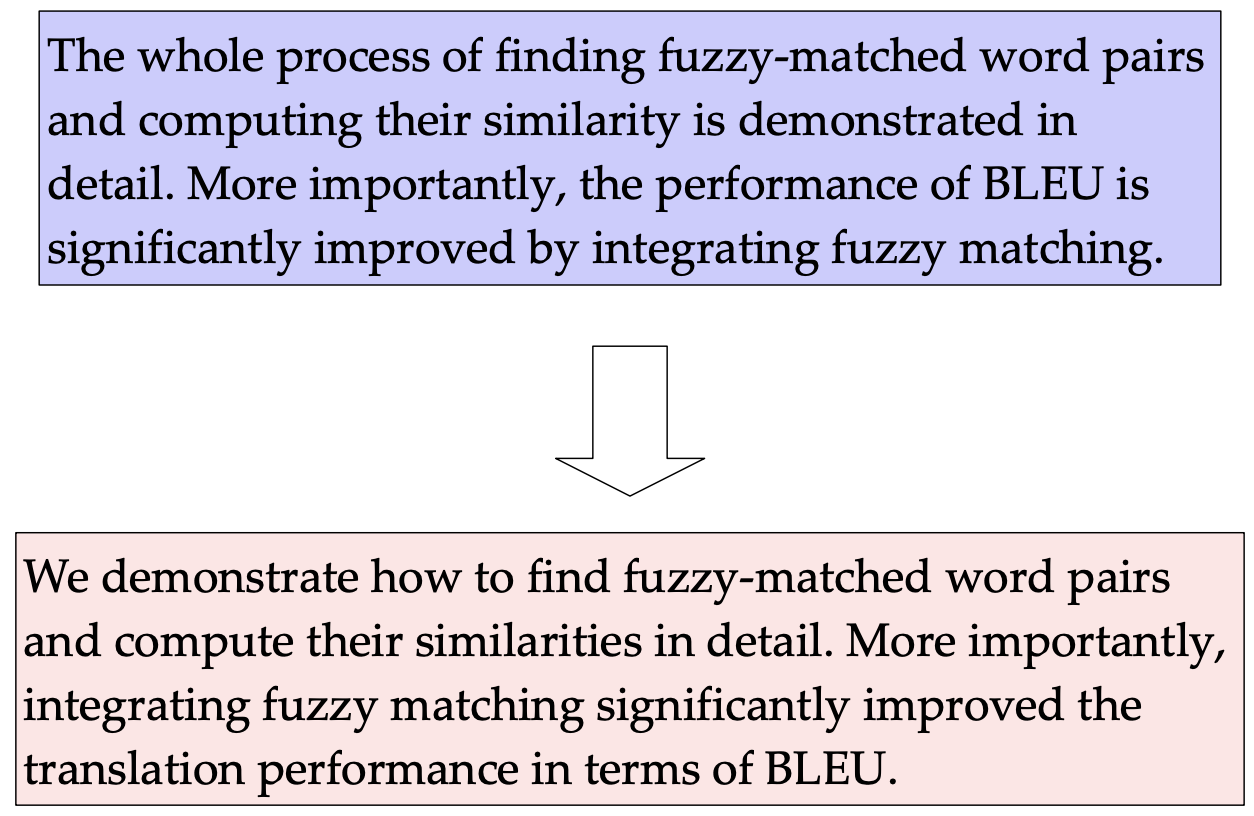 The whole process of finding fuzzy-matched word pairs
and computing their similarity is demonstrated in
detail. More importantly, the performance of BLEU is
significantly improved by integrating fuzzy matching.
We demonstrate how to find fuzzy-matched word pairs
and compute their similarities in detail. More importantly,
integrating fuzzy matching significantly improved the
translation performance in terms of BLEU.